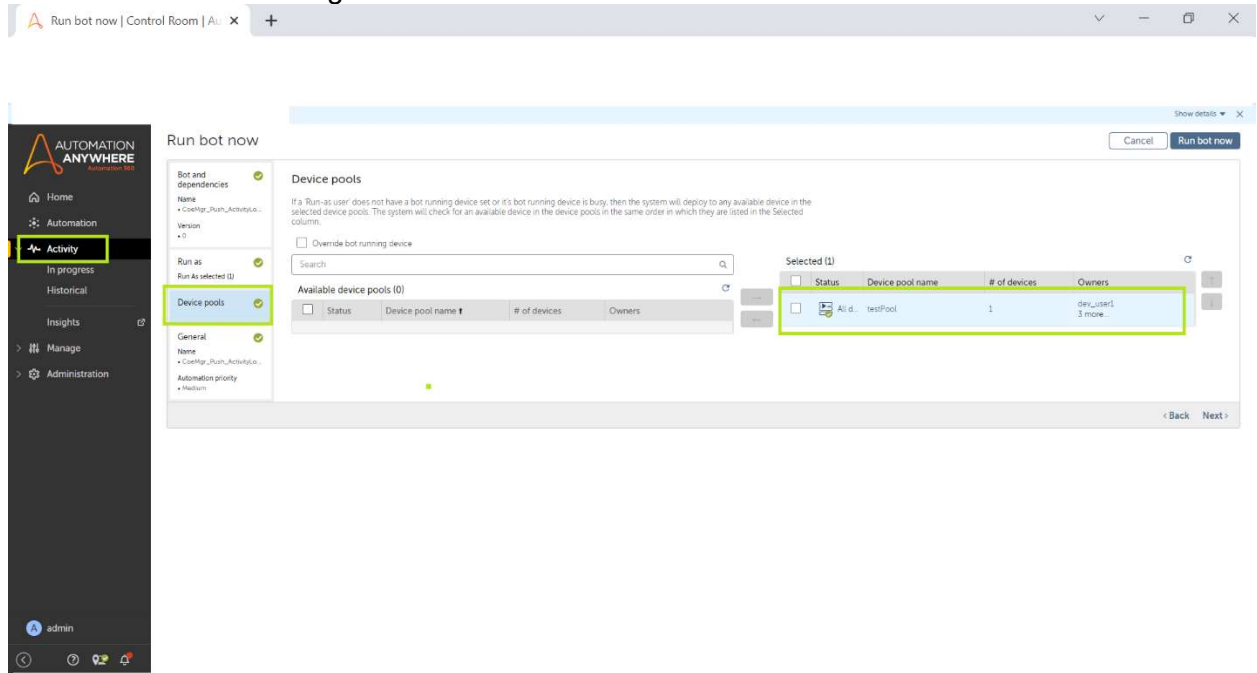 Run bot now | Control Room | Au
Show details
AUTOMATION
ANYWHERE
Automation 360
Home
Automation
Activity
In progress
Historical
Insights
Manage
Administration
admin
Run bot now
Cancel
Run bot now
Bot and
dependencies
Name
• CoeMgr_Push_ActivityLo...
Version
• 0
Run as
Run As selected (1)
Device pools
General
Name
• CoeMgr_Push_ActivityLo...
Automation priority
• Medium
Device pools
If a 'Run-as user' does not have a bot running device set or it's bot running device is busy, then the system will deploy to any available device in the
selected device pools. The system will check for an available device in the device pools in the same order in which they are listed in the Selected
column.
Override bot running device
Search
Available device pools (0)
Status Device pool name # of devices Owners
Selected (1)
Status Device pool name # of devices Owners
All d... testPool 1 dev_user1
3 more...
‹ Back Next ›